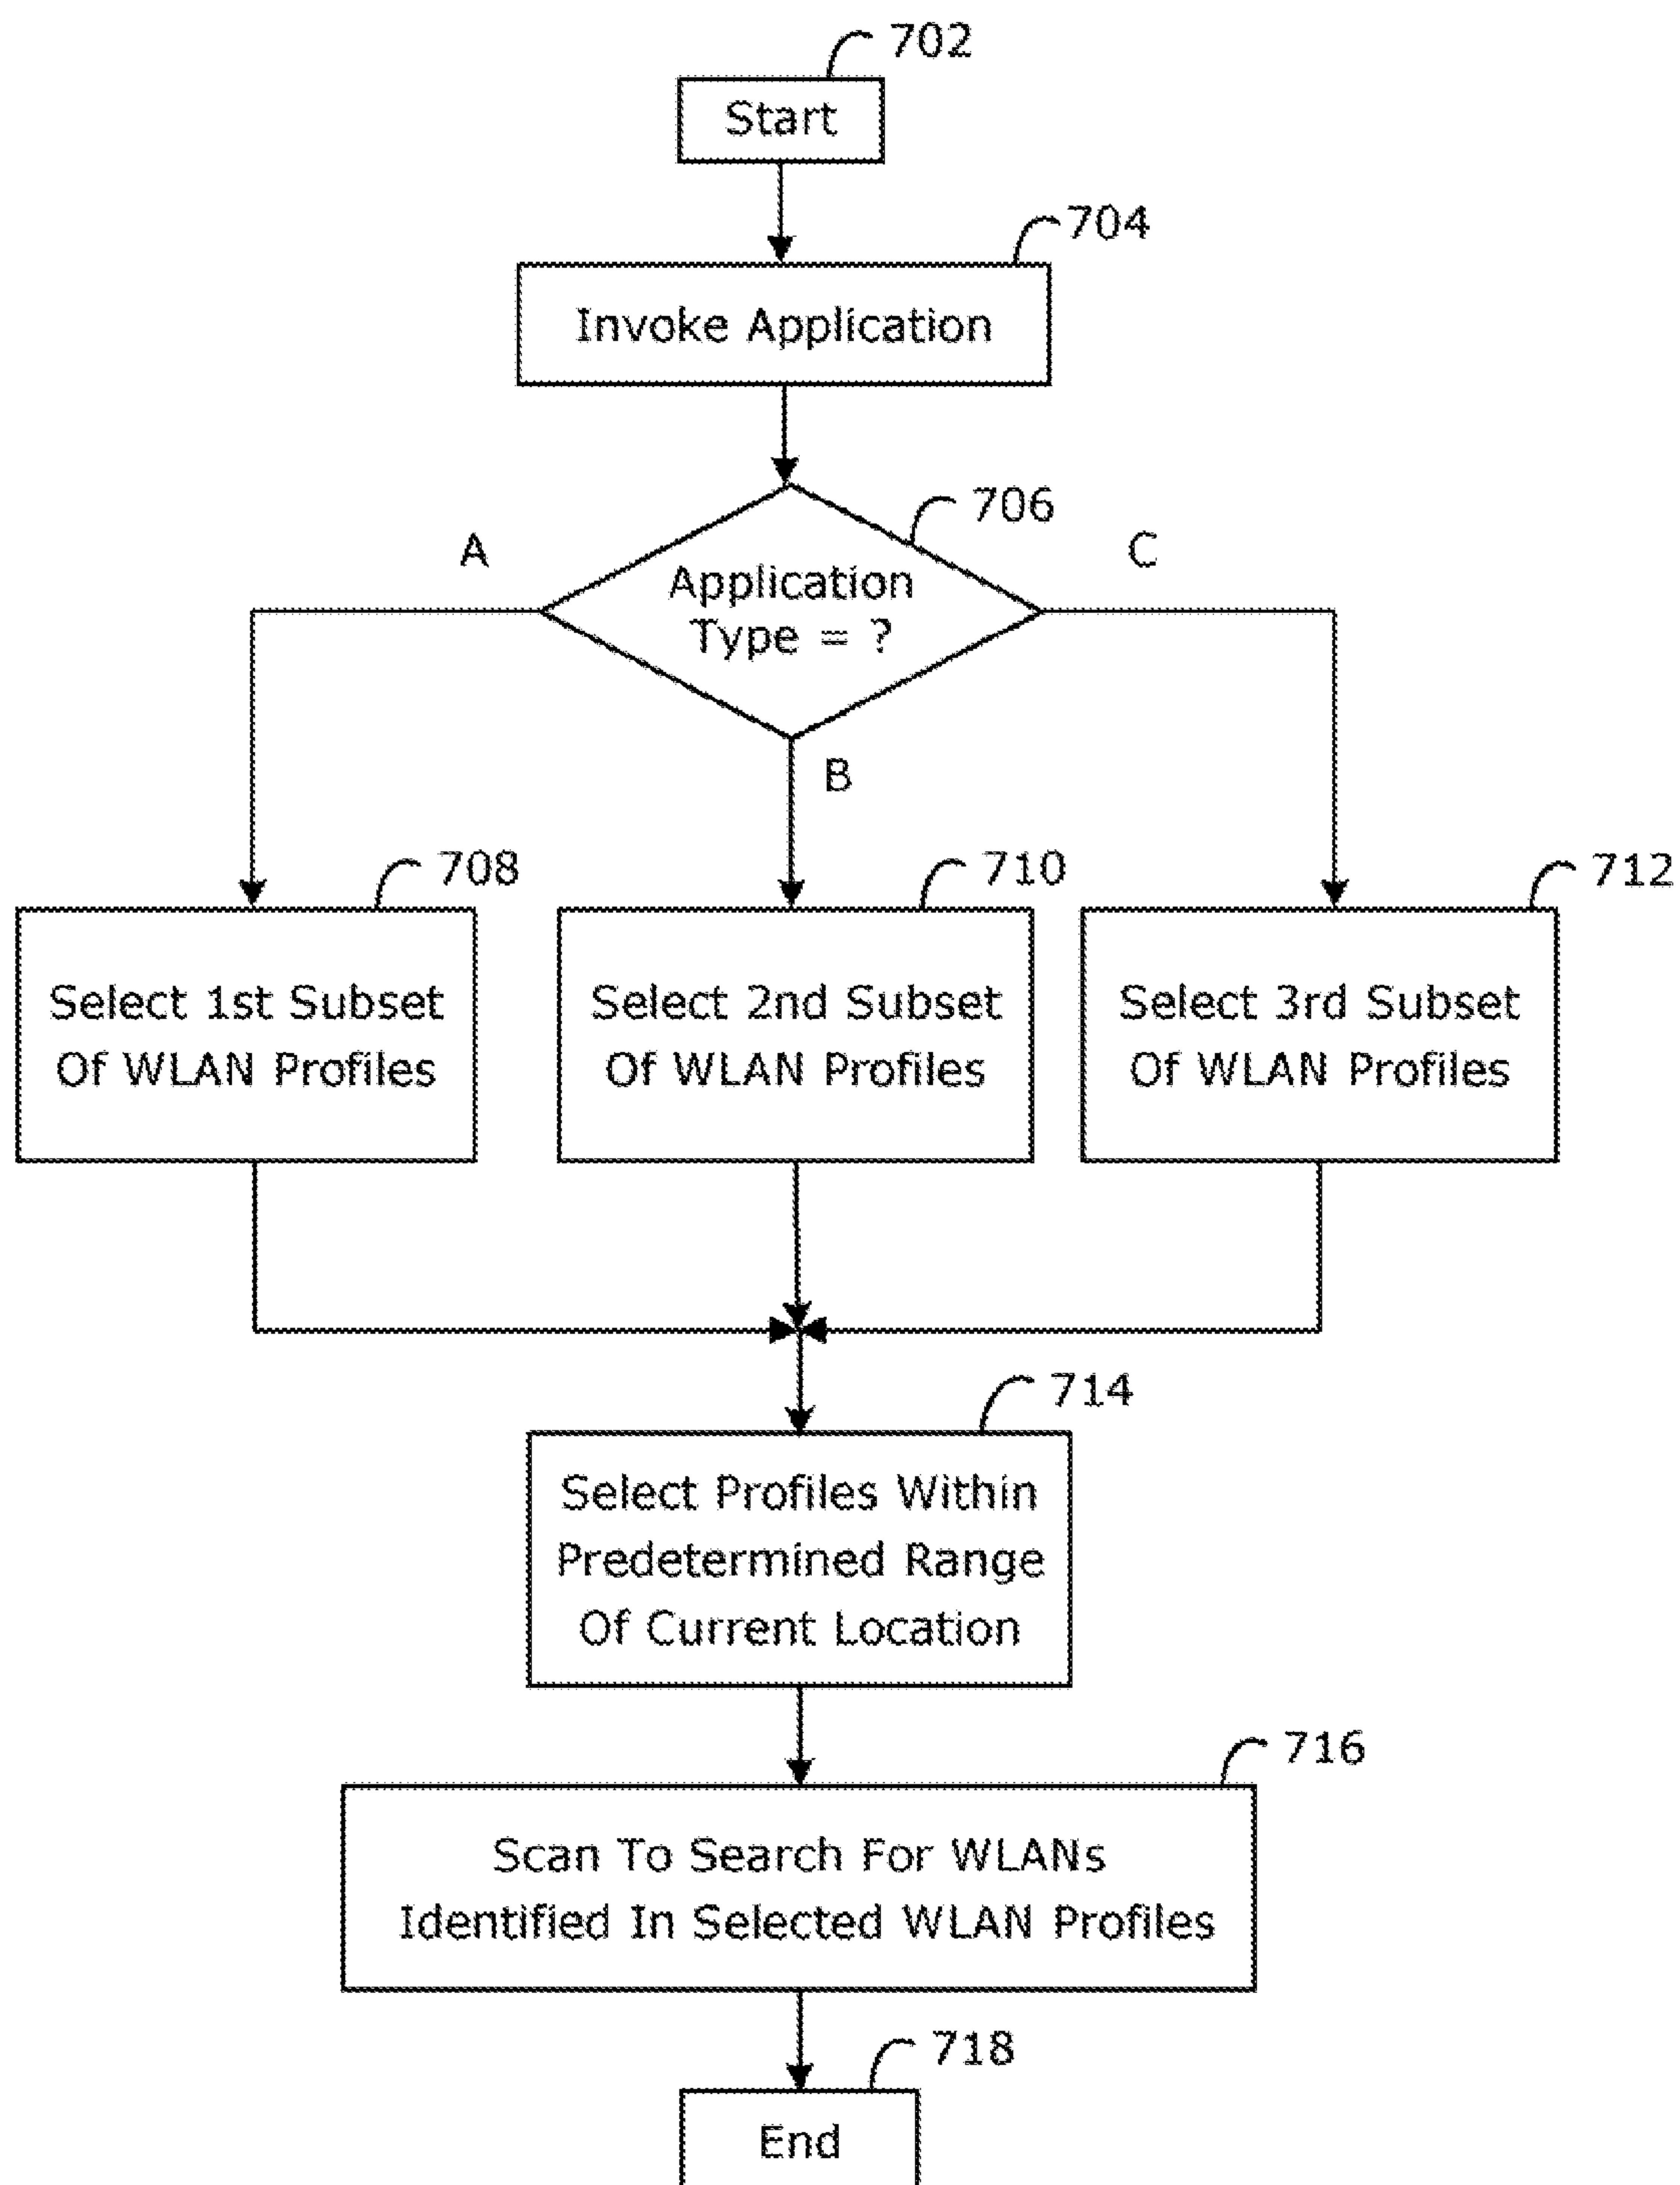 702
Start
704
Invoke Application
706
A
C
Application
Type = ?
B
708
710
712
Select 1st Subset
Of WLAN Profiles
Select 2nd Subset
Of WLAN Profiles
Select 3rd Subset
Of WLAN Profiles
714
Select Profiles Within
Predetermined Range
Of Current Location
716
Scan To Search For WLANs
Identified In Selected WLAN Profiles
718
End